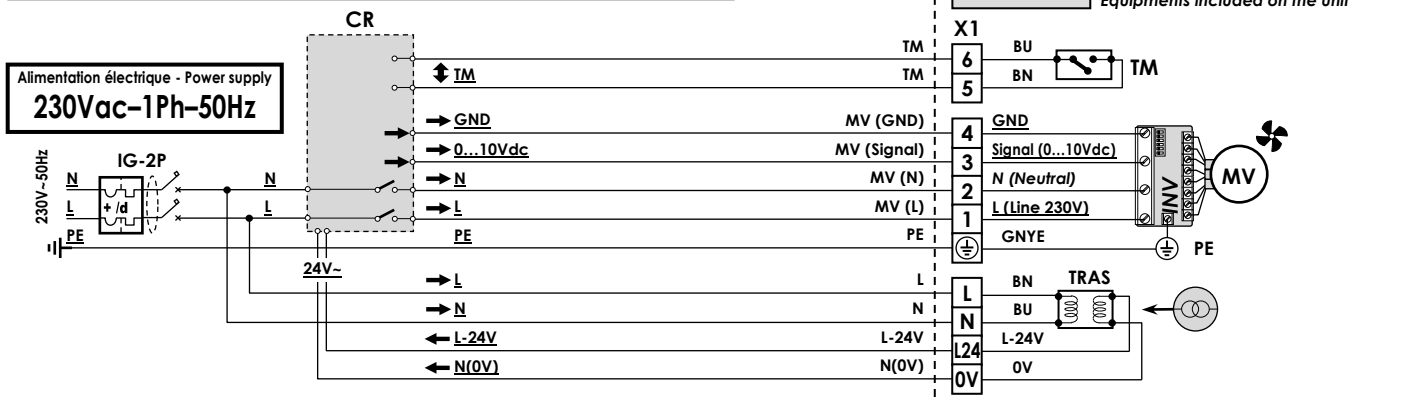 Equipments included on the unit
CR
X1
Alimentation électrique - Power supply
230Vac–1Ph–50Hz
TM
TM
TM
6
5
BU
BN
TM
GND
MV (GND)
4
GND
0...10Vdc
MV (Signal)
3
Signal (0...10Vdc)
230V~50Hz
IG-2P
N
N
N
MV (N)
2
N (Neutral)
L
+ /d
L
L
MV (L)
1
L (Line 230V)
INV
MV
PE
PE
PE
GNYE
PE
24V~
L
L
L
BN
TRAS
N
N
N
BU
L-24V
L-24V
L24
L-24V
N(0V)
N(0V)
0V
0V